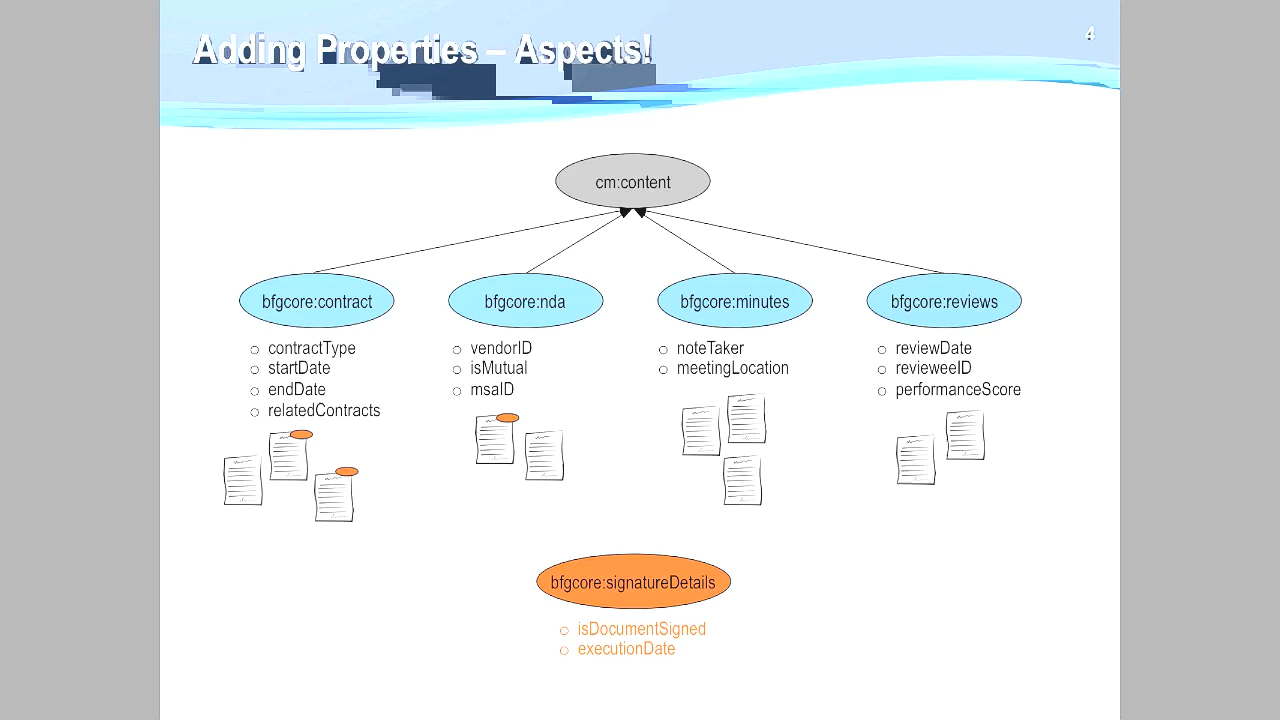 Adding Properties – Aspects!
4
cm:content
bfgcore:contract
bfgcore:nda
bfgcore:minutes
bfgcore:reviews
contractType
startDate
endDate
relatedContracts
vendorID
isMutual
msaID
noteTaker
meetingLocation
reviewDate
revieweeID
performanceScore
bfgcore:signatureDetails
isDocumentSigned
executionDate